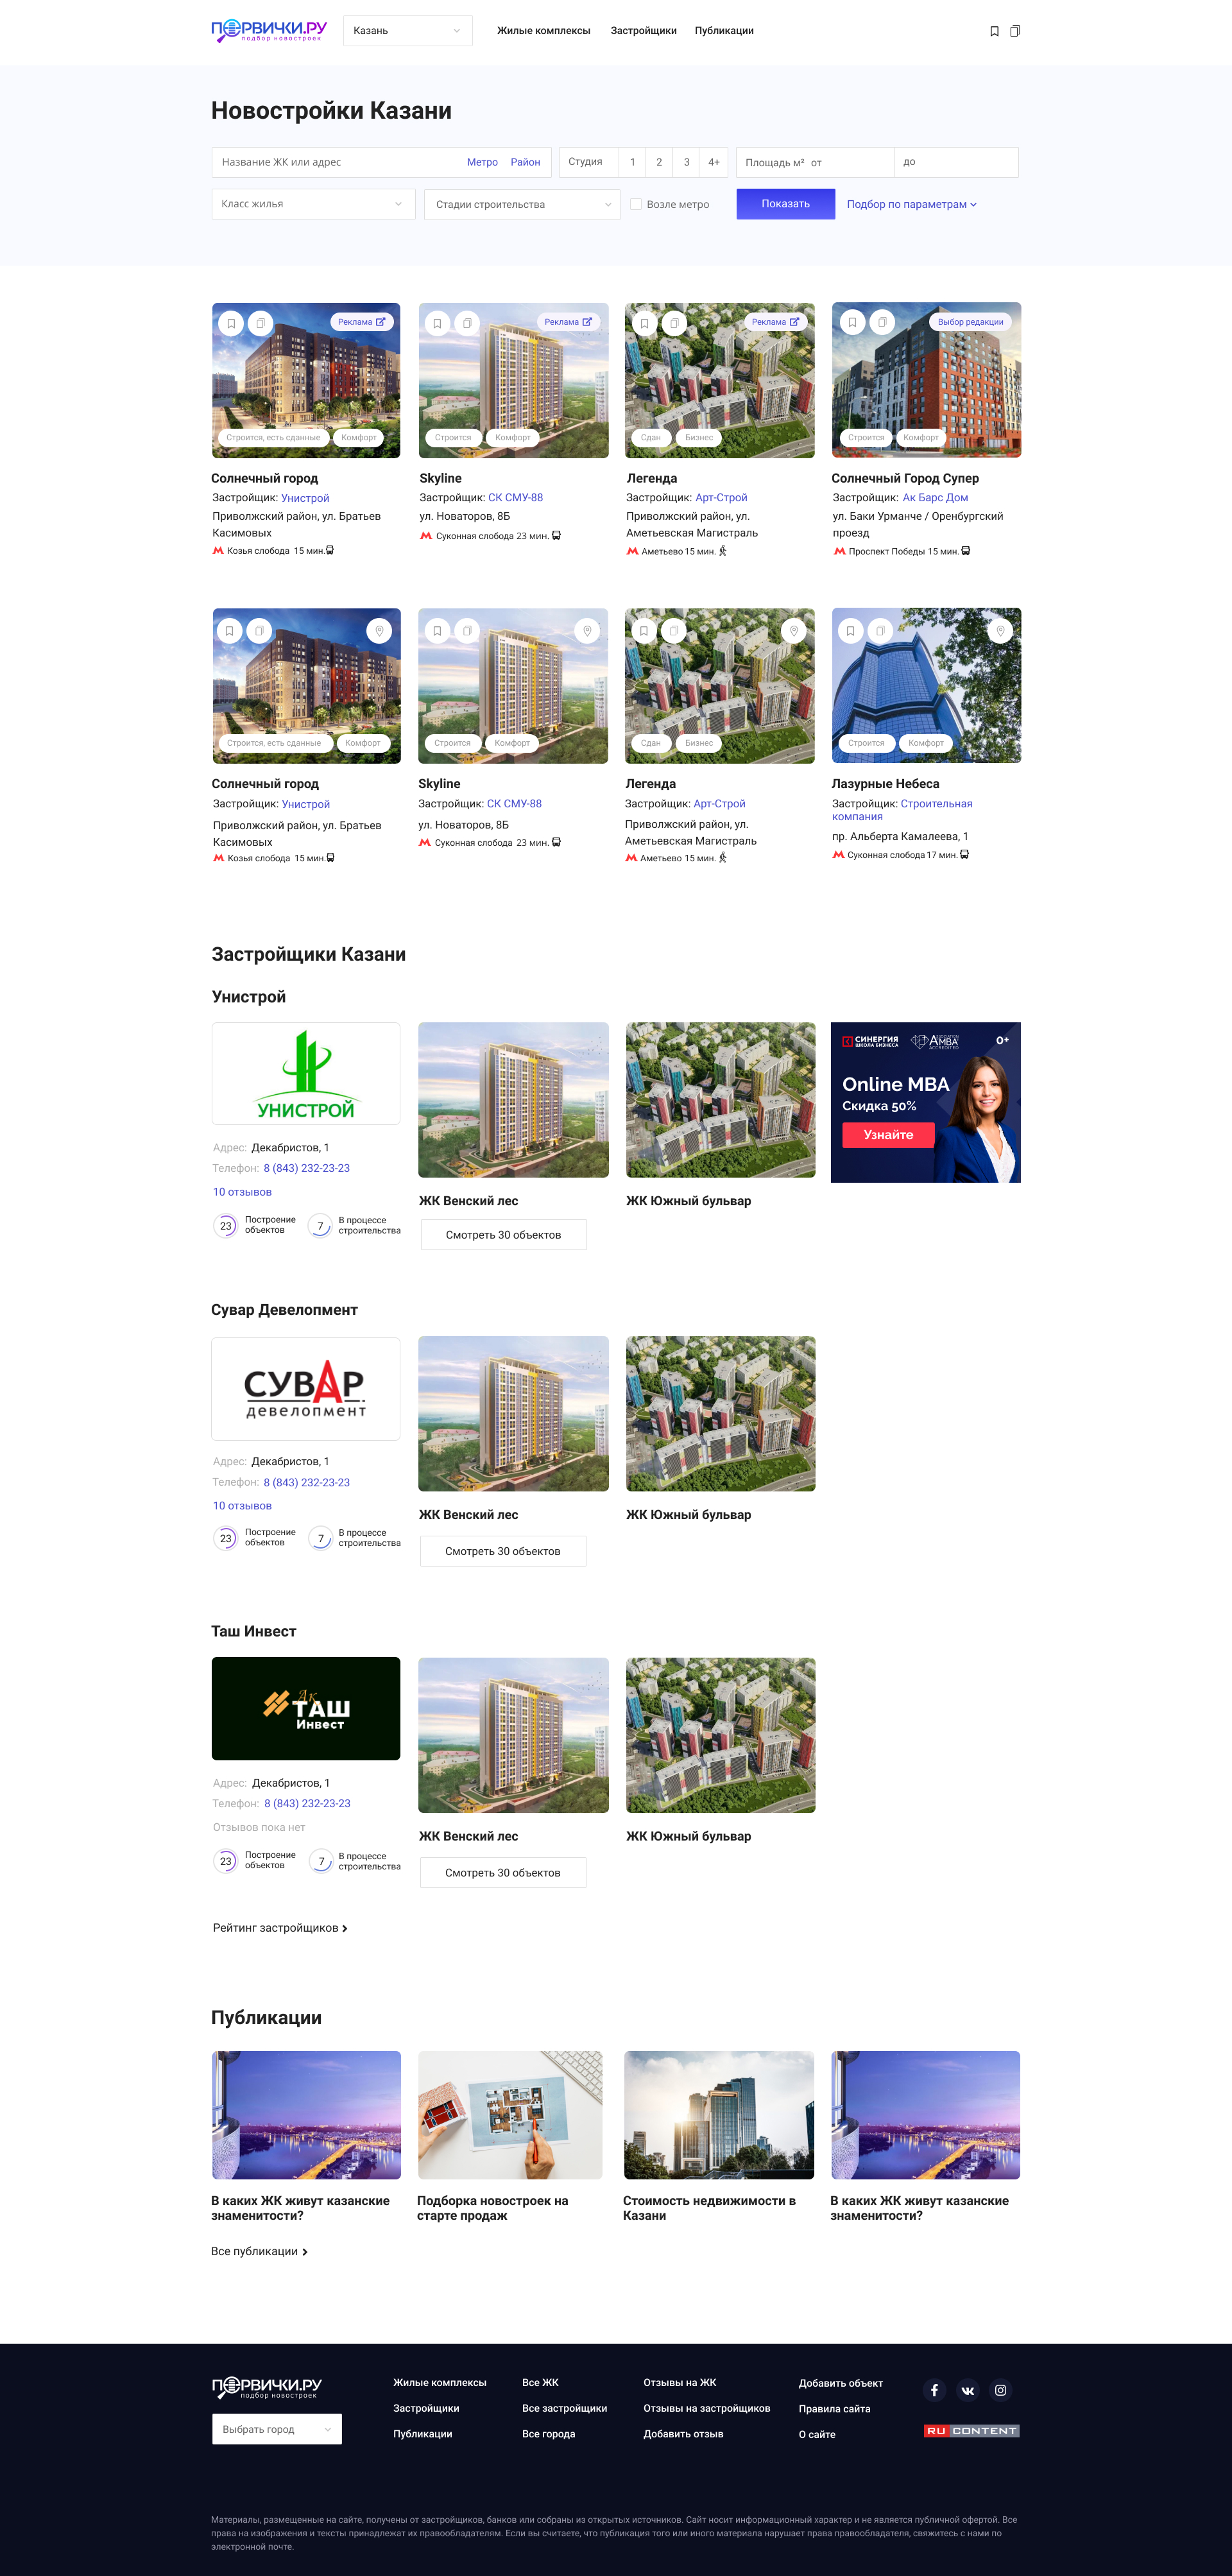 ПЕРВИЧКИ.РУ
подбор новостроек
Казань
Жилые комплексы
Застройщики
Публикации
Новостройки Казани
Название ЖК или адрес
Метро
Район
Студия
1
2
3
4+
Площадь м² от
до
Класс жилья
Стадии строительства
Возле метро
Показать
Подбор по параметрам
Реклама
Строится, есть сданные
Комфорт
Солнечный город
Застройщик: Унистрой
Приволжский район, ул. Братьев
Касимовых
Козья слобода 15 мин.
Реклама
Строится
Комфорт
Skyline
Застройщик: СК СМУ-88
ул. Новаторов, 8Б
Суконная слобода 23 мин.
Реклама
Сдан
Бизнес
Легенда
Застройщик: Арт-Строй
Приволжский район, ул.
Аметьевская Магистраль
Аметьево 15 мин.
Выбор редакции
Строится
Комфорт
Солнечный Город Супер
Застройщик: Ак Барс Дом
ул. Баки Урманче / Оренбургский
проезд
Проспект Победы 15 мин.
Строится, есть сданные
Комфорт
Солнечный город
Застройщик: Унистрой
Приволжский район, ул. Братьев
Касимовых
Козья слобода 15 мин.
Строится
Комфорт
Skyline
Застройщик: СК СМУ-88
ул. Новаторов, 8Б
Суконная слобода 23 мин.
Сдан
Бизнес
Легенда
Застройщик: Арт-Строй
Приволжский район, ул.
Аметьевская Магистраль
Аметьево 15 мин.
Строится
Комфорт
Лазурные Небеса
Застройщик: Строительная
компания
пр. Альберта Камалеева, 1
Суконная слобода 17 мин.
Застройщики Казани
Унистрой
УНИСТРОЙ
Адрес: Декабристов, 1
Телефон: 8 (843) 232-23-23
10 отзывов
23
Построение
объектов
7
В процессе
строительства
ЖК Венский лес
Смотреть 30 объектов
ЖК Южный бульвар
СИНЕРГИЯ
ШКОЛА БИЗНЕСА
ASSOCIATION
AMBA
ACCREDITED
0+
Online MBA
Скидка 50%
Узнайте
Сувар Девелопмент
СУВАР
девелопмент
Адрес: Декабристов, 1
Телефон: 8 (843) 232-23-23
10 отзывов
23
Построение
объектов
7
В процессе
строительства
ЖК Венский лес
Смотреть 30 объектов
ЖК Южный бульвар
Таш Инвест
Ак
ТАШ
Инвест
Адрес: Декабристов, 1
Телефон: 8 (843) 232-23-23
Отзывов пока нет
23
Построение
объектов
7
В процессе
строительства
ЖК Венский лес
Смотреть 30 объектов
ЖК Южный бульвар
Рейтинг застройщиков
Публикации
В каких ЖК живут казанские
знаменитости?
Подборка новостроек на
старте продаж
Стоимость недвижимости в
Казани
В каких ЖК живут казанские
знаменитости?
Все публикации
ПЕРВИЧКИ.РУ
подбор новостроек
Выбрать город
Жилые комплексы
Застройщики
Публикации
Все ЖК
Все застройщики
Все города
Отзывы на ЖК
Отзывы на застройщиков
Добавить отзыв
Добавить объект
Правила сайта
О сайте
RU CONTENT
Материалы, размещенные на сайте, получены от застройщиков, банков или собраны из открытых источников. Сайт носит информационный характер и не является публичной офертой. Все
права на изображения и тексты принадлежат их правообладателям. Если вы считаете, что публикация того или иного материала нарушает права правообладателя, свяжитесь с нами по
электронной почте.